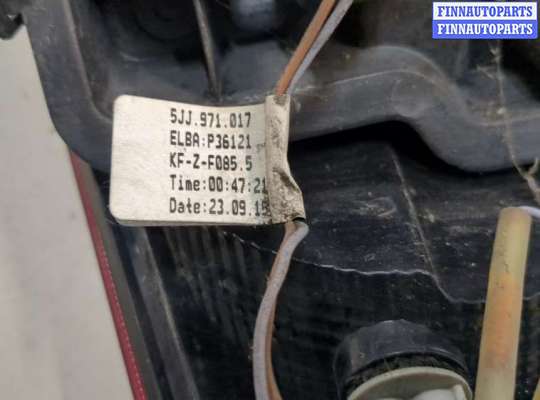 FINNAUTOPARTS
FINNAUTOPARTS
5JJ.971.017
ELBA:P36121
KF-Z-F085.5
Time:00:47:21
Date:23.09.15